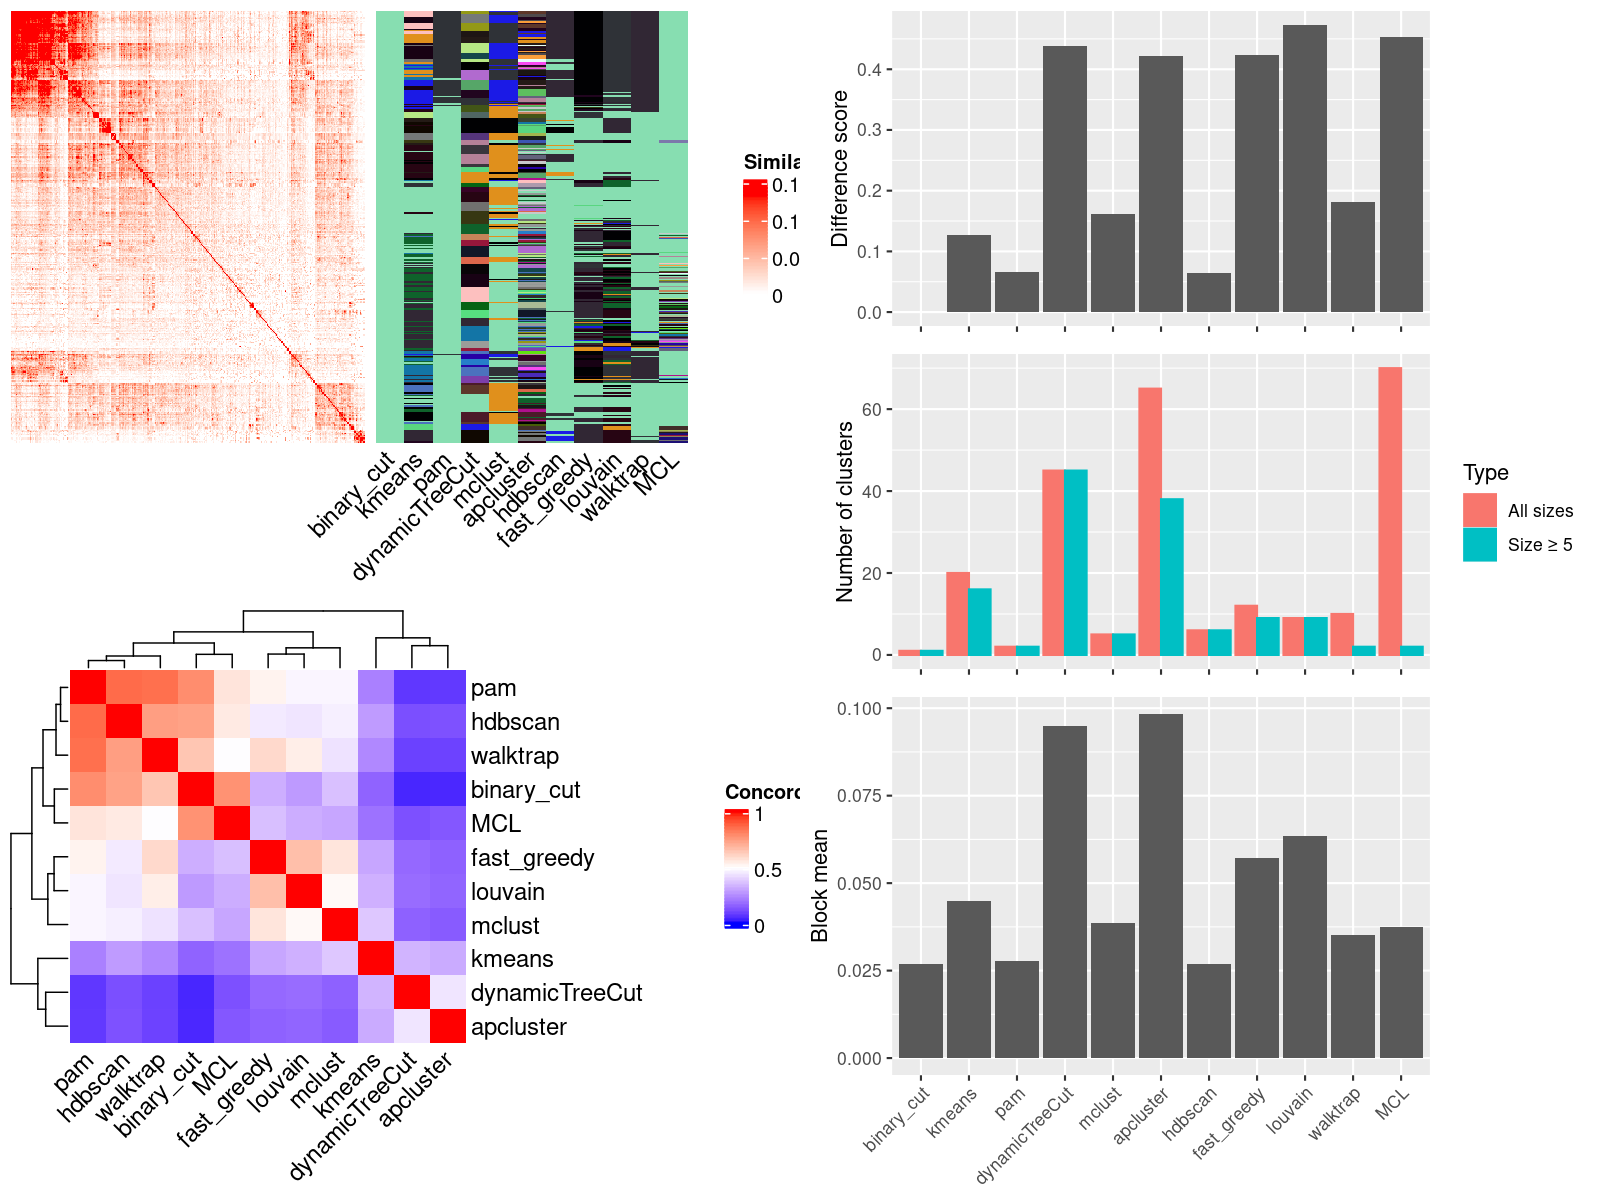 Simila
0.1
0.1
0.0
0
binary_cut
kmeans
pam
dynamicTreeCut
mclust
apcluster
hdbscan
fast_greedy
louvain
walktrap
MCL
pam
hdbscan
walktrap
binary_cut
MCL
fast_greedy
louvain
mclust
kmeans
dynamicTreeCut
apcluster
pam
hdbscan
walktrap
binary_cut
MCL
fast_greedy
louvain
mclust
kmeans
dynamicTreeCut
apcluster
Concord
1
0.5
0
Difference score
0.4
0.3
0.2
0.1
0.0
Number of clusters
60
40
20
0
Type
All sizes
Size ≥ 5
Block mean
0.100
0.075
0.050
0.025
0.000
binary_cut
kmeans
pam
dynamicTreeCut
mclust
apcluster
hdbscan
fast_greedy
louvain
walktrap
MCL